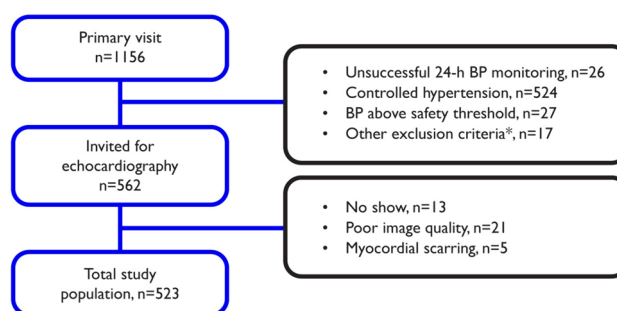 Primary visit
n=1156
• Unsuccessful 24-h BP monitoring, n=26
• Controlled hypertension, n=524
• BP above safety threshold, n=27
• Other exclusion criteria*, n=17
Invited for
echocardiography
n=562
• No show, n=13
• Poor image quality, n=21
• Myocardial scarring, n=5
Total study
population, n=523